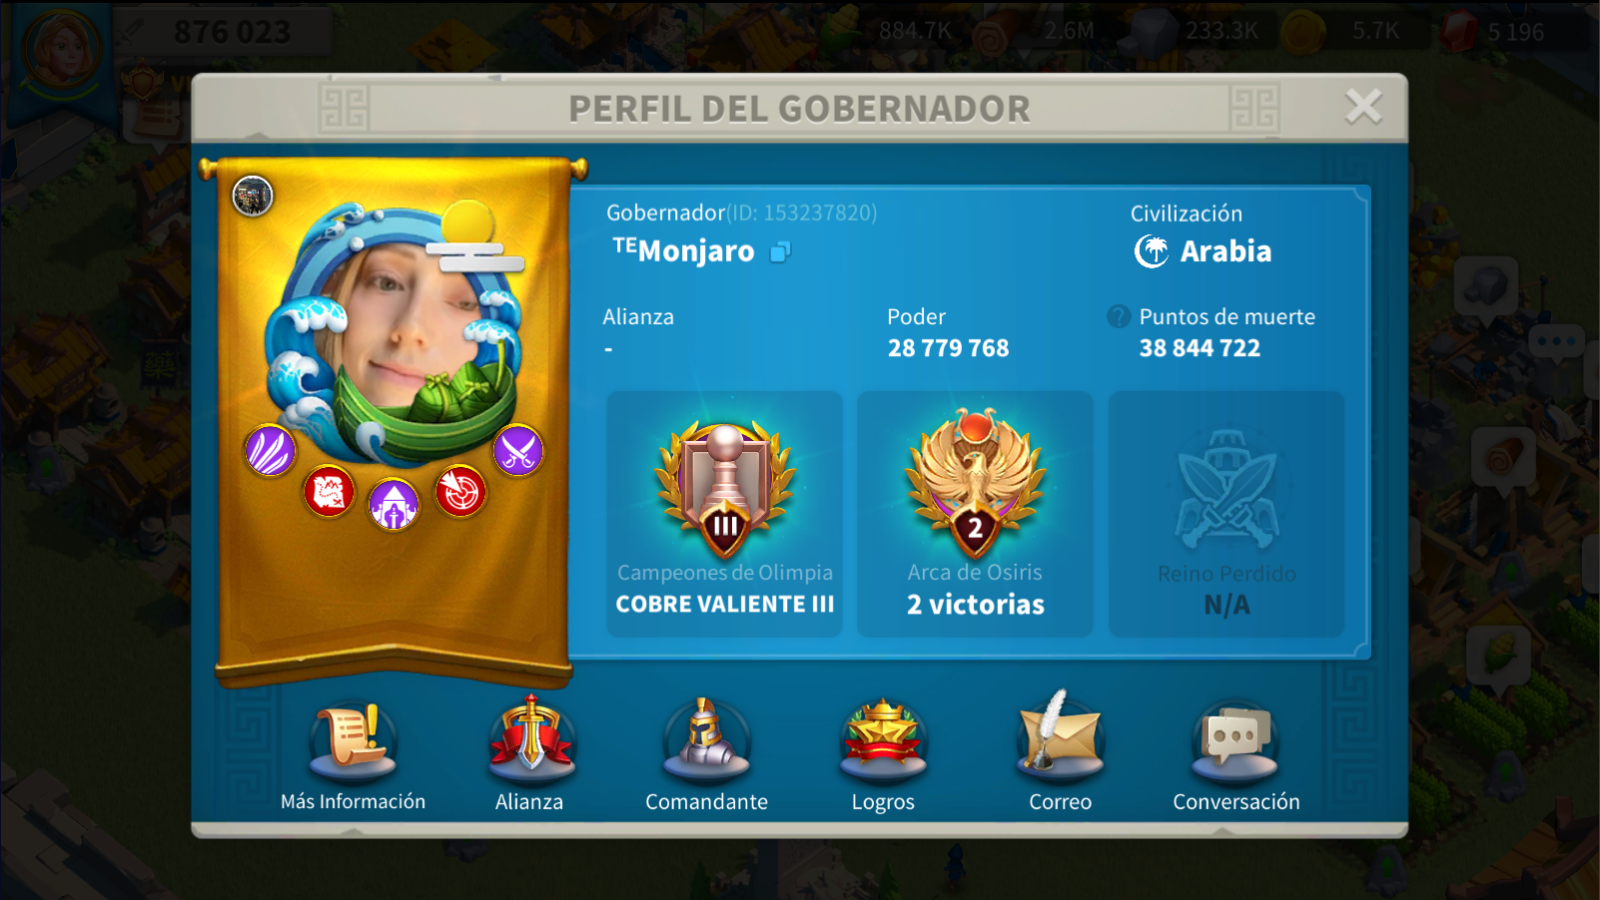 876 023
884.7K
2.6M
233.3K
5.7K
5 196
PERFIL DEL GOBERNADOR
Gobernador(ID: 153237820)
ᵀᴱMonjaro
Civilización
Arabia
Alianza
-
Poder
28 779 768
? Puntos de muerte
38 844 722
III
Campeones de Olimpia
COBRE VALIENTE III
2
Arca de Osiris
2 victorias
Reino Perdido
N/A
Más Información
Alianza
Comandante
Logros
Correo
Conversación